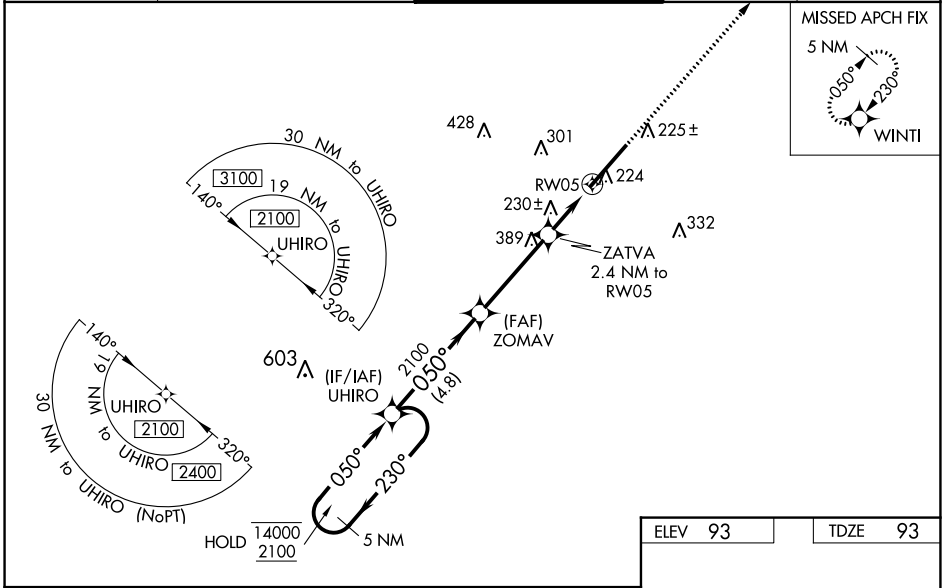 MISSED APCH FIX
5 NM
050°
230°
WINTI
428
301
225±
30 NM to UHIRO
3100
19 NM to UHIRO
140°
2100
UHIRO
320°
RW05
224
230±
389
332
ZATVA
2.4 NM to
RW05
(FAF)
ZOMAV
2100
050°
(4.8)
603
(IF/IAF)
UHIRO
140°
19 NM to UHIRO
UHIRO
2100
320°
2400
30 NM to UHIRO (NoPT)
050°
230°
HOLD
14000
2100
5 NM
ELEV 93
TDZE 93